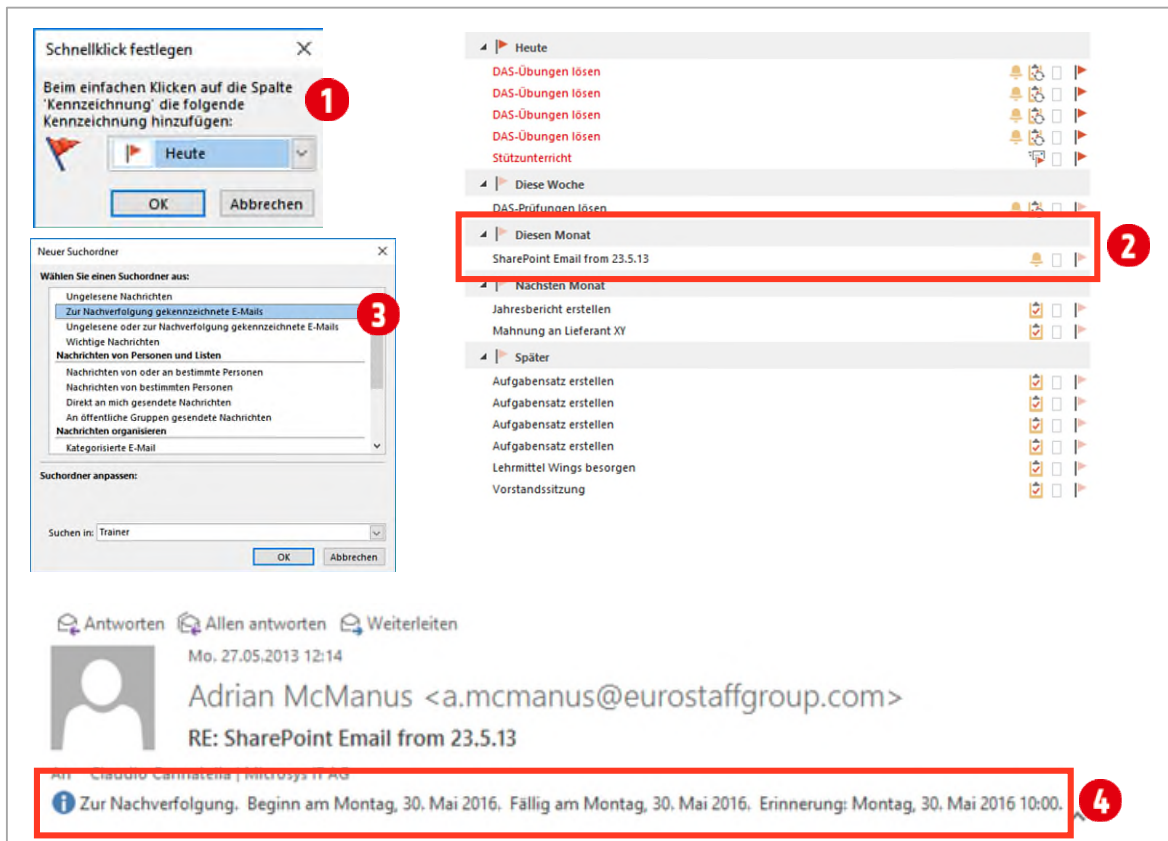 Schnellklick festlegen
Beim einfachen Klicken auf die Spalte
'Kennzeichnung' die folgende
Kennzeichnung hinzufügen:
1
Heute
OK Abbrechen
Heute
DAS-Übungen lösen
DAS-Übungen lösen
DAS-Übungen lösen
DAS-Übungen lösen
Stützunterricht
Diese Woche
DAS-Prüfungen lösen
Diesen Monat
2
SharePoint Email from 23.5.13
Nächsten Monat
Jahresbericht erstellen
Mahnung an Lieferant XY
Später
Aufgabensatz erstellen
Aufgabensatz erstellen
Aufgabensatz erstellen
Aufgabensatz erstellen
Lehrmittel Wings besorgen
Vorstandssitzung
Neuer Suchordner
Wählen Sie einen Suchordner aus:
Ungelesene Nachrichten
Zur Nachverfolgung gekennzeichnete E-Mails
3
Ungelesene oder zur Nachverfolgung gekennzeichnete E-Mails
Wichtige Nachrichten
Nachrichten von Personen und Listen
Nachrichten von oder an bestimmte Personen
Nachrichten von bestimmten Personen
Direkt an mich gesendete Nachrichten
An öffentliche Gruppen gesendete Nachrichten
Nachrichten organisieren
Kategorisierte E-Mail
Suchordner anpassen:
Suchen in: Trainer
OK Abbrechen
Antworten Allen antworten Weiterleiten
Mo. 27.05.2013 12:14
Adrian McManus <a.mcmanus@eurostaffgroup.com>
RE: SharePoint Email from 23.5.13
An Claudio Cannatella | Microsys IT AG
Zur Nachverfolgung. Beginn am Montag, 30. Mai 2016. Fällig am Montag, 30. Mai 2016. Erinnerung: Montag, 30. Mai 2016 10:00.
4